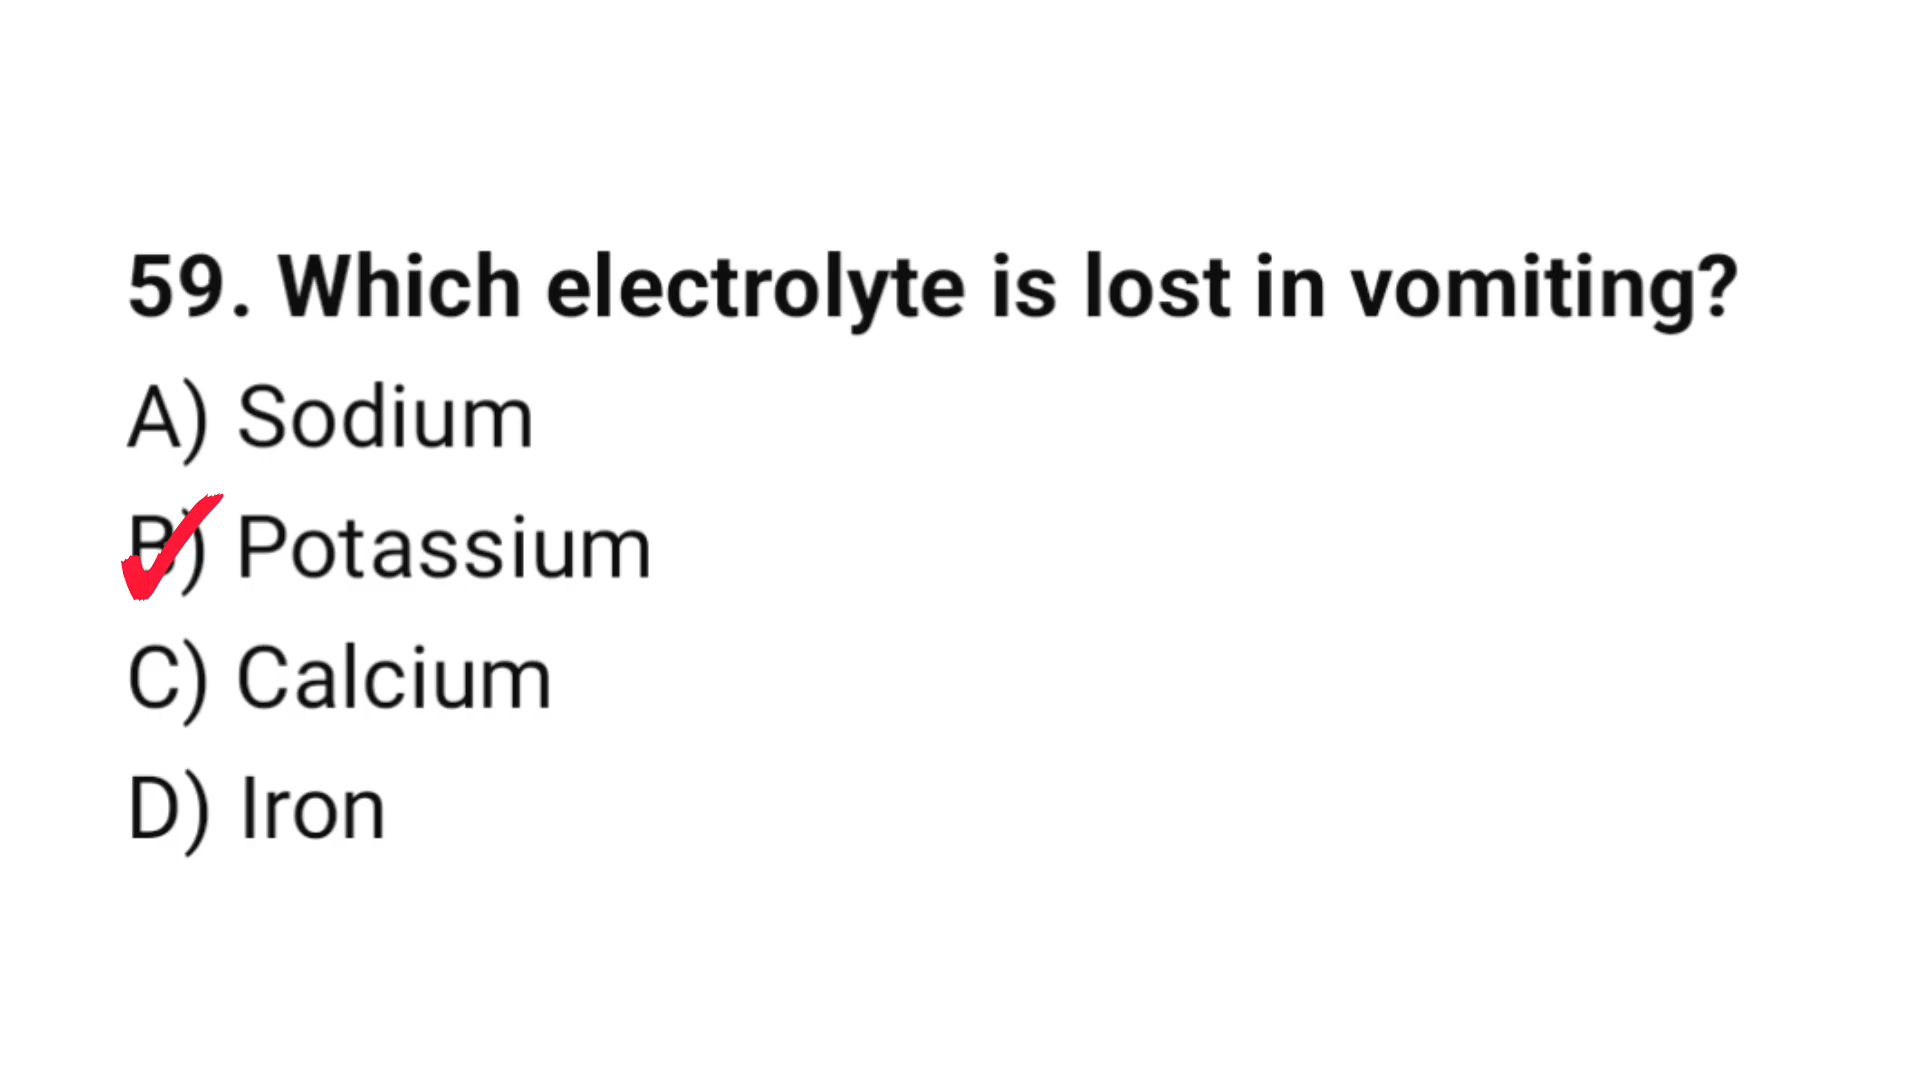 59. Which electrolyte is lost in vomiting?
A) Sodium
B) Potassium
C) Calcium
D) Iron